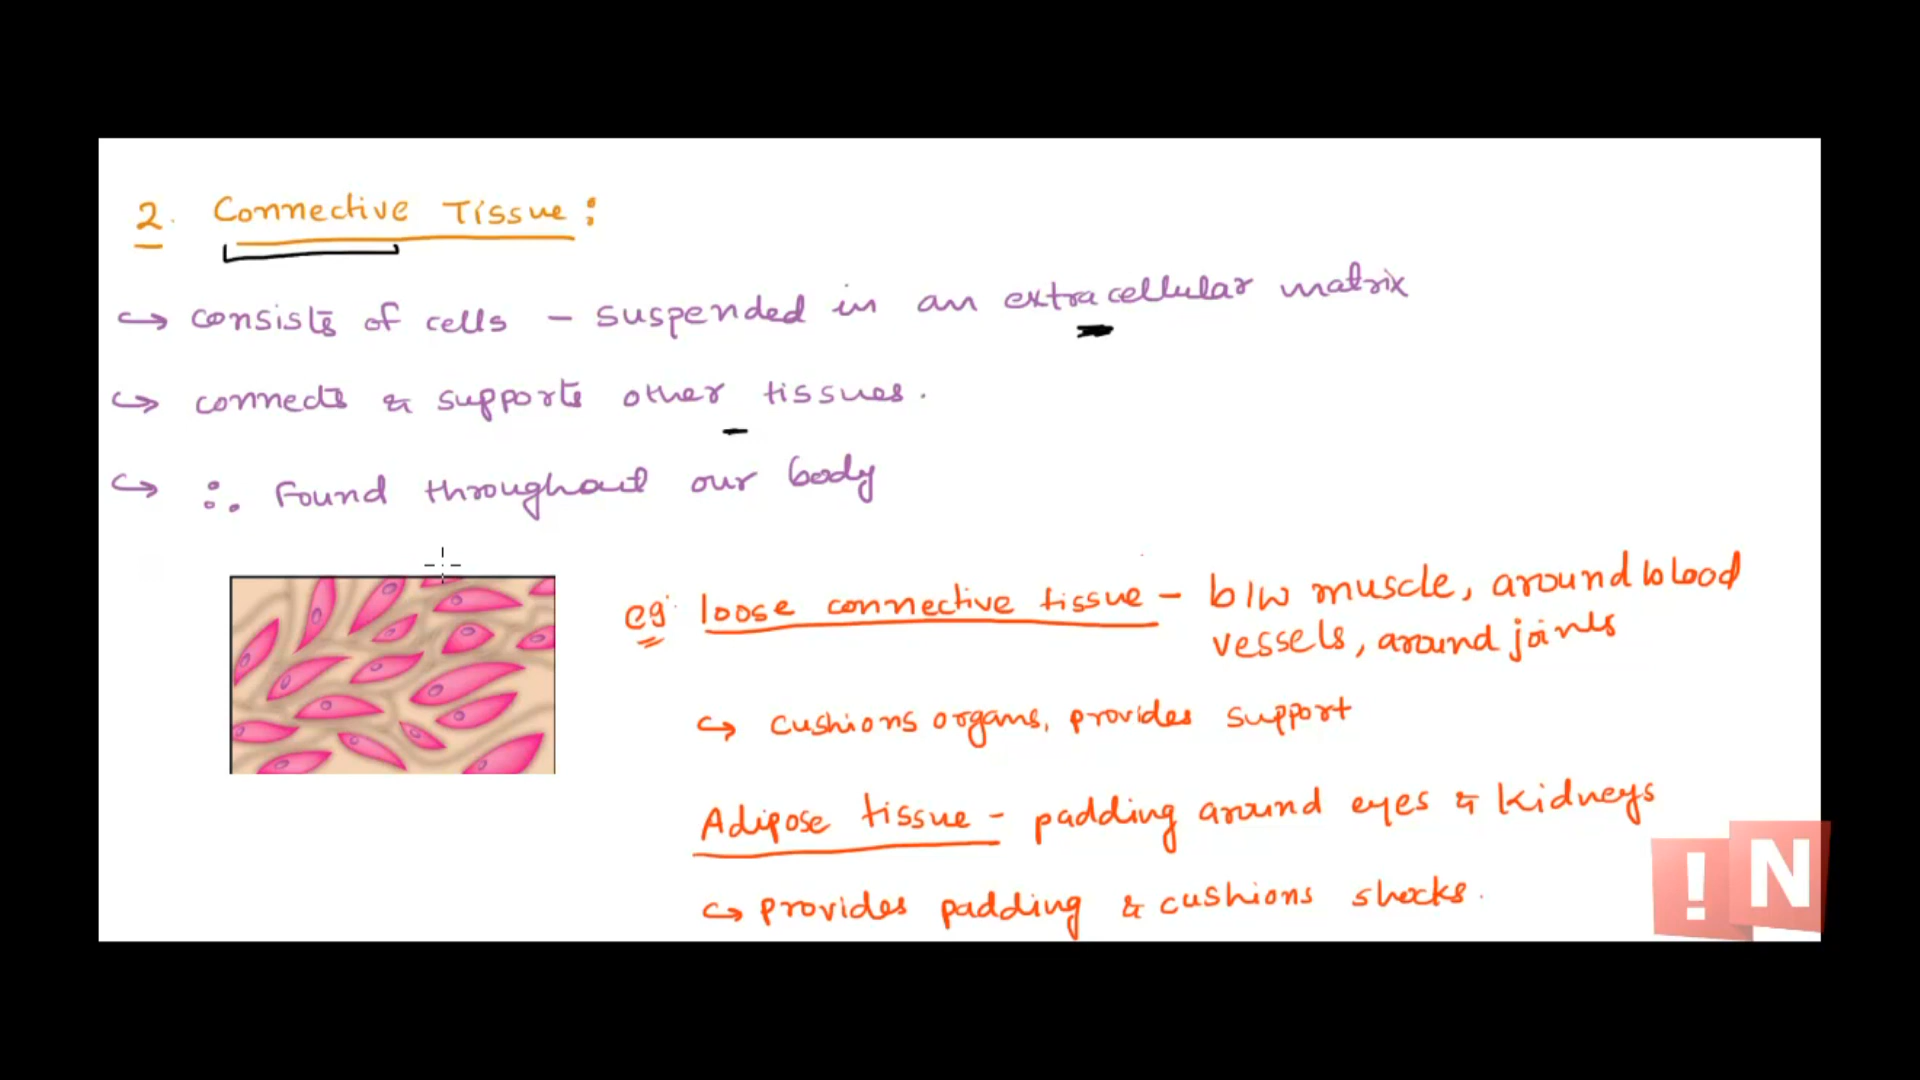 2. Connective Tissue:
↪ consists of cells - suspended in an extracellular matrix
↪ connects & supports other tissues.
↪ ∴ Found throughout our body
eg: loose connective tissue - b/w muscle, around blood
vessels, around joints
↪ cushions organs, provides support
Adipose tissue - padding around eyes & kidneys
↪ provides padding & cushions shocks.
!N